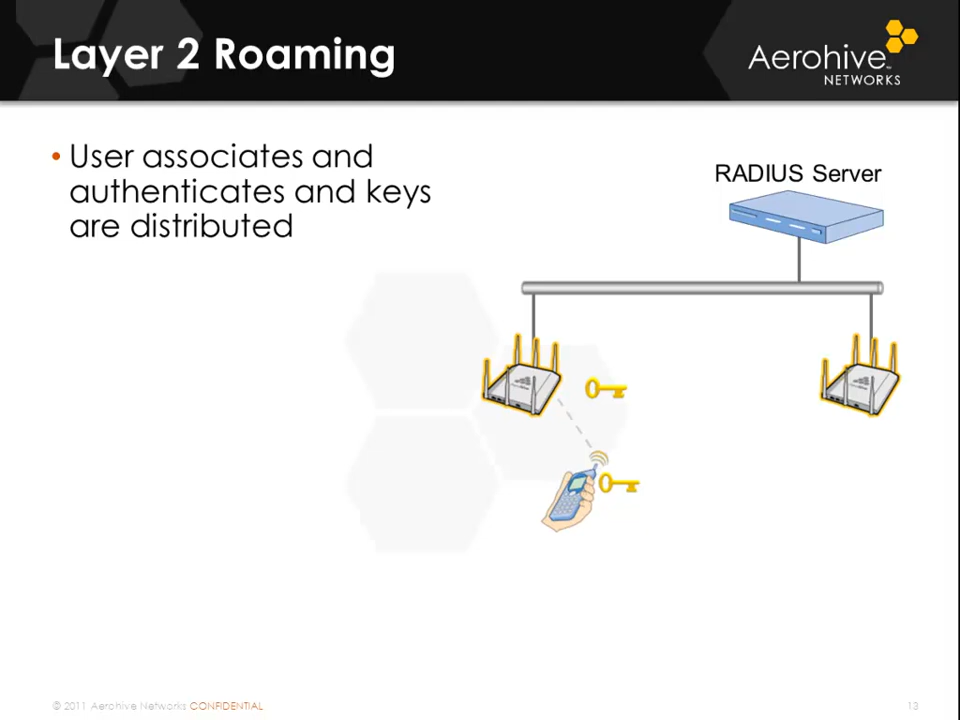 Layer 2 Roaming
Aerohive™
NETWORKS
• User associates and
authenticates and keys
are distributed
RADIUS Server
© 2011 Aerohive Networks CONFIDENTIAL
13